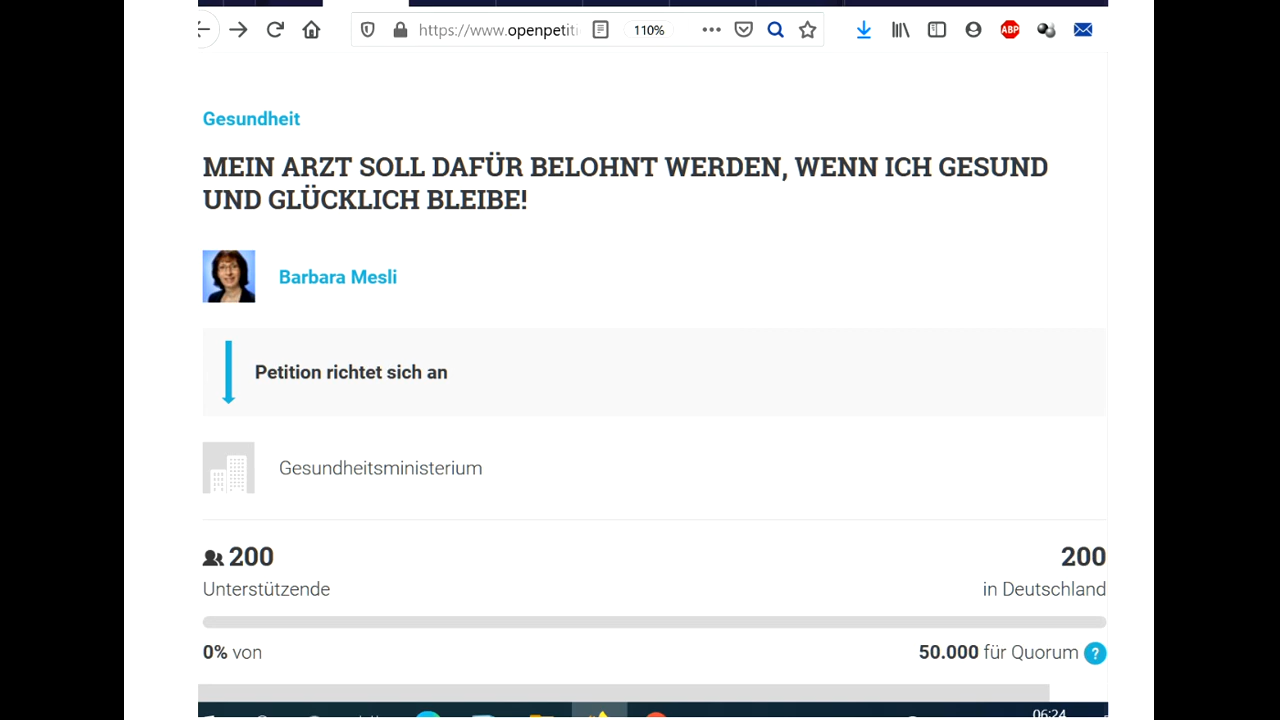 https://www.openpeti
110%
ABP
Gesundheit
MEIN ARZT SOLL DAFÜR BELOHNT WERDEN, WENN ICH GESUND
UND GLÜCKLICH BLEIBE!
Barbara Mesli
Petition richtet sich an
Gesundheitsministerium
200 200
Unterstützende in Deutschland
0% von 50.000 für Quorum ?
06:24